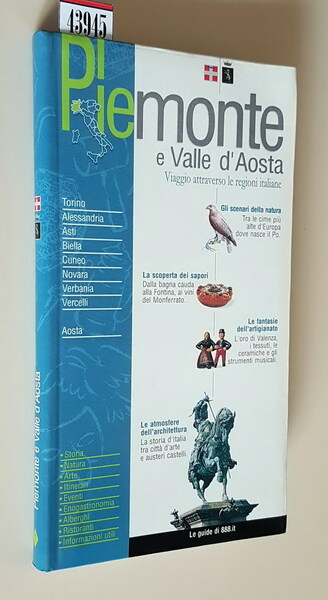 43945
Piemonte
e Valle d'Aosta
Viaggio attraverso le regioni italiane
Torino
Alessandria
Asti
Biella
Cuneo
Novara
Verbania
Vercelli
Aosta
Gli scenari della natura
Tra le cime più
alte d'Europa
dove nasce il Po.
La scoperta dei sapori
Dalla bagna cauda
alla Fontina, ai vini
del Monferrato.
Le fantasie
dell'artigianato
L'oro di Valenza,
i tessuti, le
ceramiche e gli
strumenti musicali.
Le atmosfere
dell'architettura
La storia d'Italia
tra città d'arte
e austeri castelli.
• Storia
• Natura
• Arte
• Itinerari
• Eventi
• Enogastronomia
• Alberghi
• Ristoranti
• Informazioni utili
Le guide di 888.it
Piemonte e Valle d'Aosta